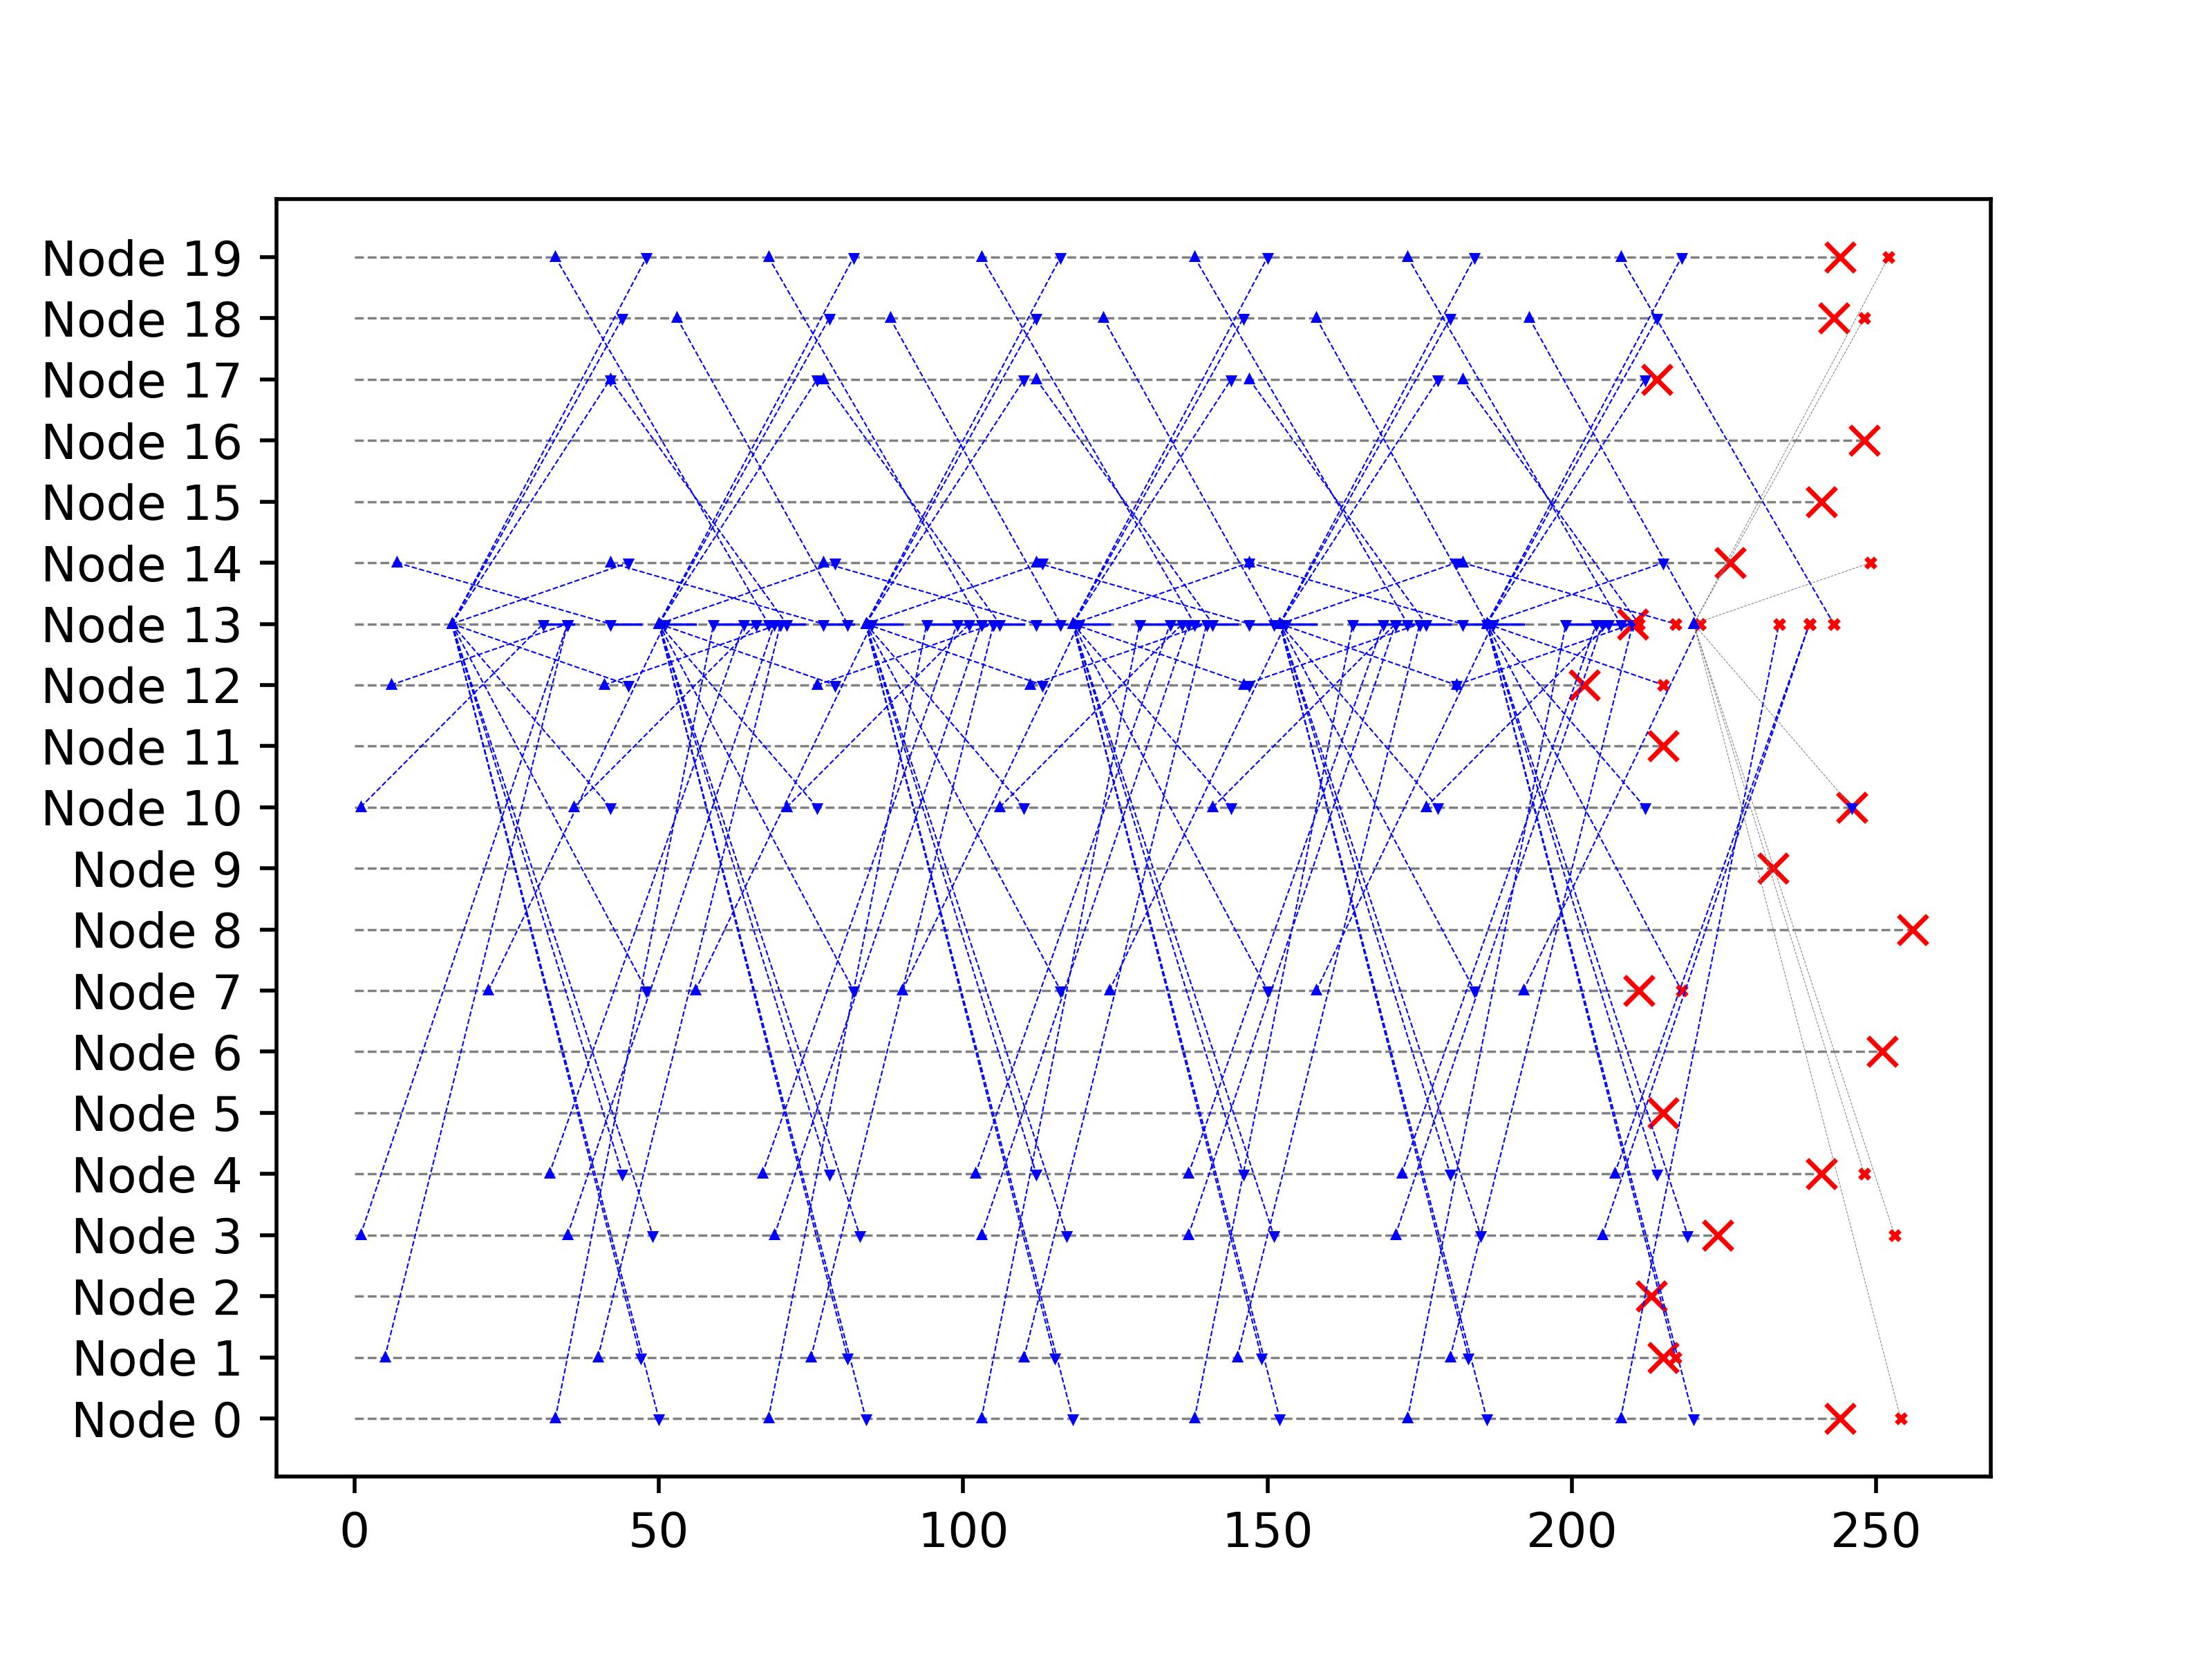 Node 19
Node 18
Node 17
Node 16
Node 15
Node 14
Node 13
Node 12
Node 11
Node 10
Node 9
Node 8
Node 7
Node 6
Node 5
Node 4
Node 3
Node 2
Node 1
Node 0
0 50 100 150 200 250